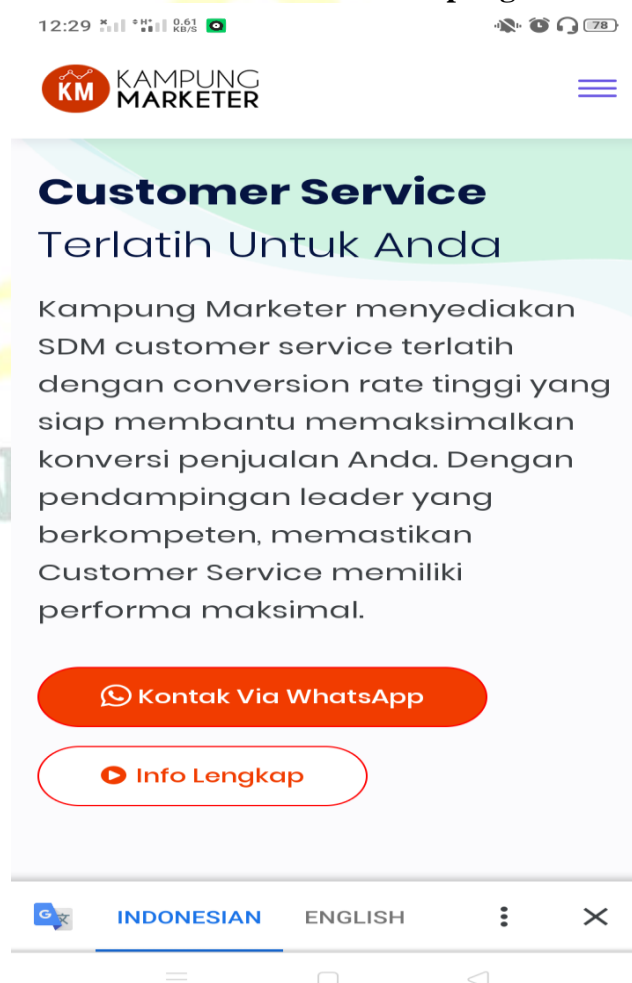 12:29 0.61 KB/S 78
KM KAMPUNG
MARKETER
Customer Service
Terlatih Untuk Anda
Kampung Marketer menyediakan
SDM customer service terlatih
dengan conversion rate tinggi yang
siap membantu memaksimalkan
konversi penjualan Anda. Dengan
pendampingan leader yang
berkompeten, memastikan
Customer Service memiliki
performa maksimal.
Kontak Via WhatsApp
Info Lengkap
G 文 INDONESIAN ENGLISH